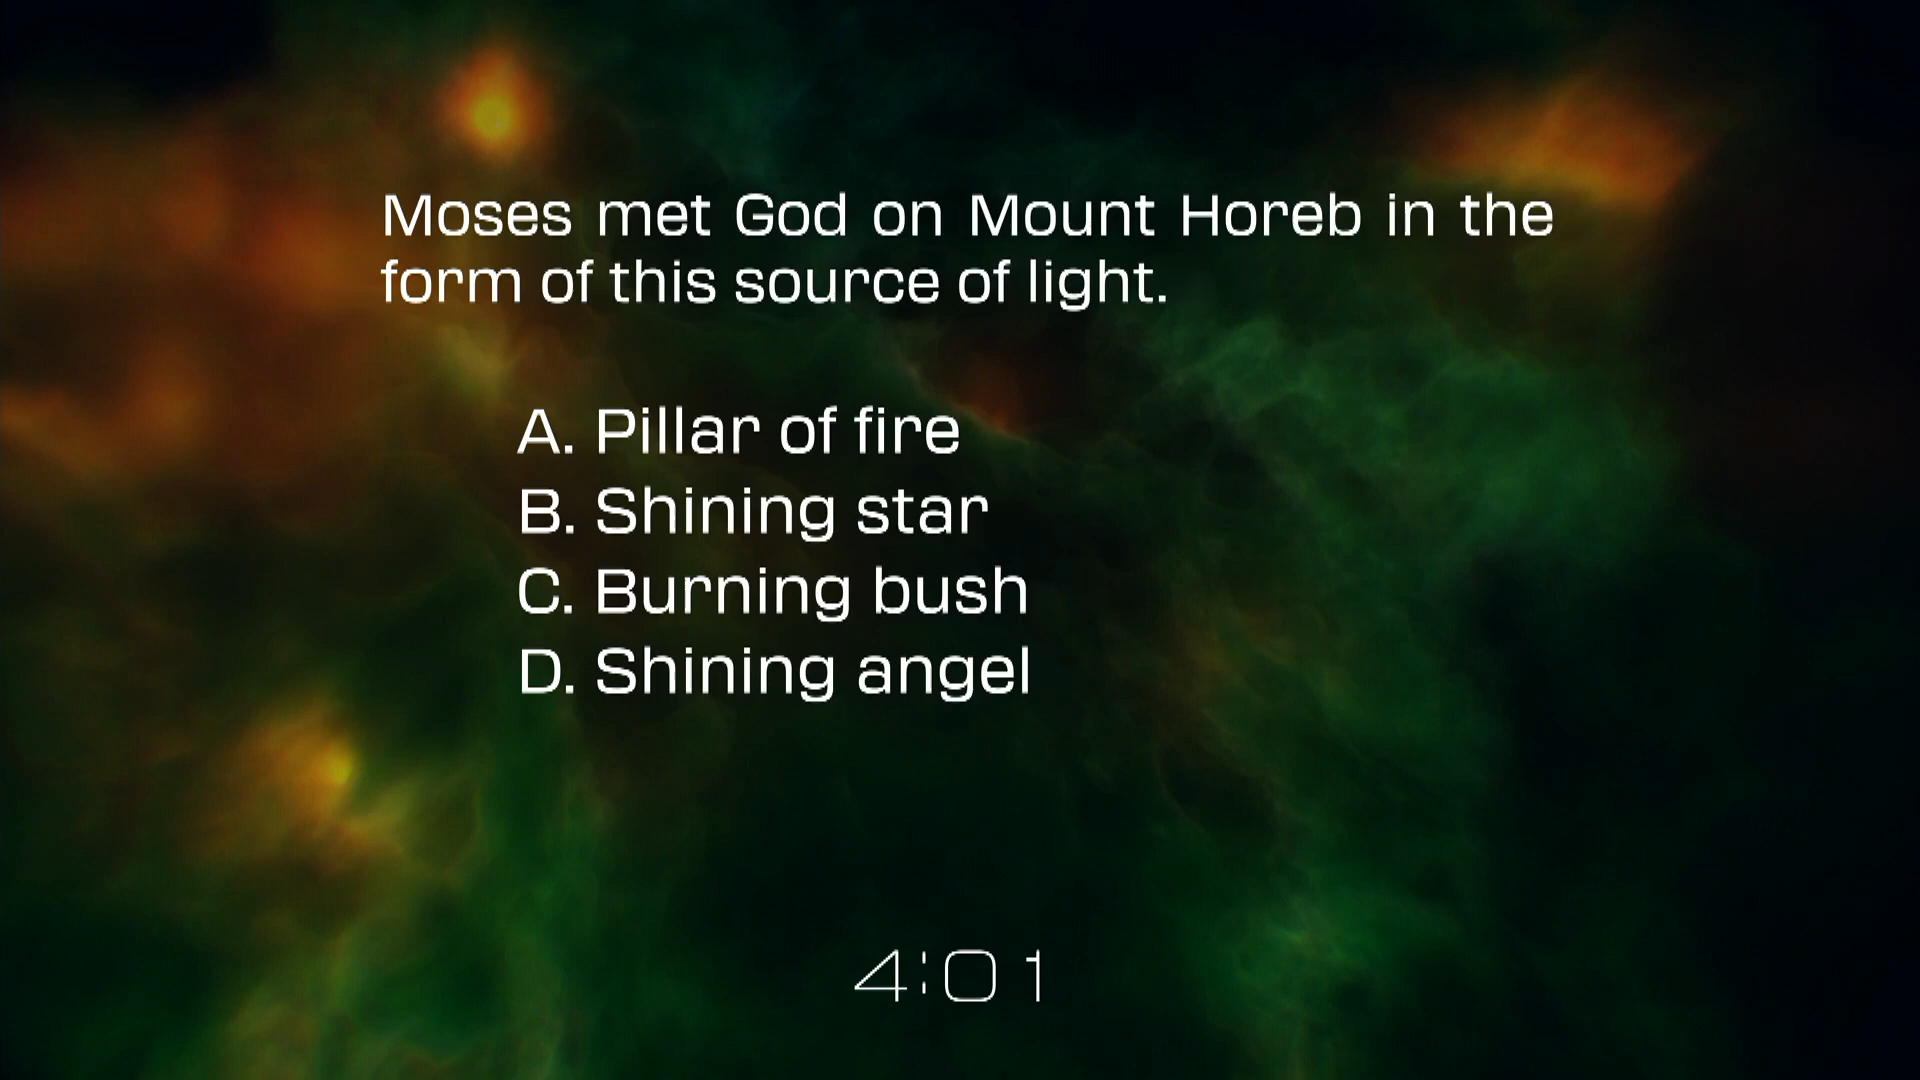 Moses met God on Mount Horeb in the
form of this source of light.
A. Pillar of fire
B. Shining star
C. Burning bush
D. Shining angel
4:01